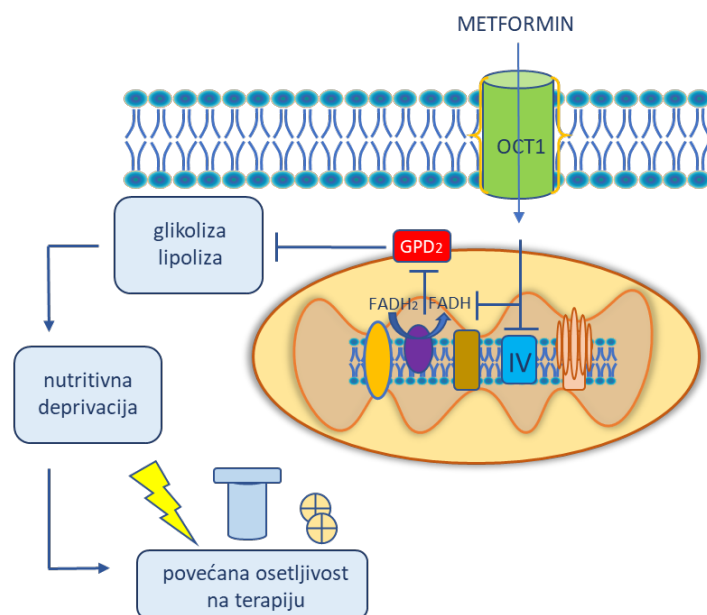 METFORMIN
OCT1
glikoliza
lipoliza
GPD₂
FADH₂ FADH
IV
nutritivna
deprivacija
povećana osetljivost
na terapiju